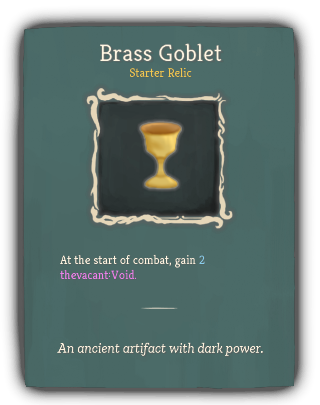 Brass Goblet
Starter Relic
At the start of combat, gain 2
thevacant:Void.
An ancient artifact with dark power.